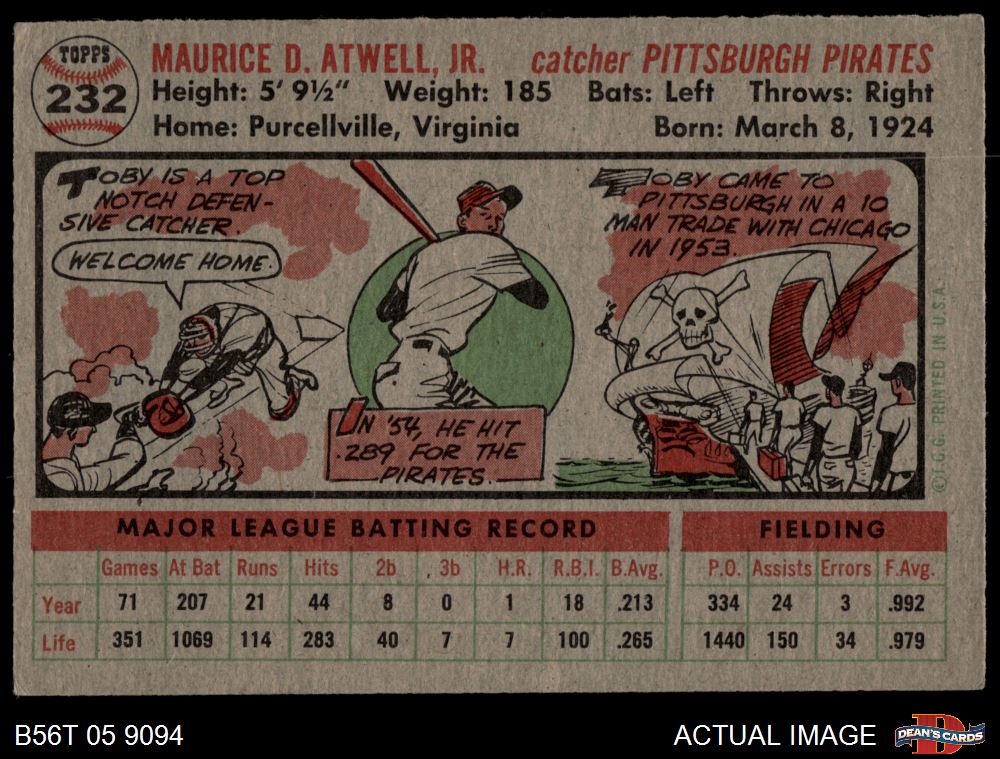 TOPPS
232
MAURICE D. ATWELL, JR. catcher PITTSBURGH PIRATES
Height: 5' 9½" Weight: 185 Bats: Left Throws: Right
Home: Purcellville, Virginia Born: March 8, 1924
TOBY IS A TOP
NOTCH DEFEN-
SIVE CATCHER.
WELCOME HOME.
IN '54, HE HIT
.289 FOR THE
PIRATES.
TOBY CAME TO
PITTSBURGH IN A 10
MAN TRADE WITH CHICAGO
IN 1953.
© T.C.G. PRINTED IN U.S.A.
MAJOR LEAGUE BATTING RECORD FIELDING
Games At Bat Runs Hits 2b 3b H.R. R.B.I. B.Avg. P.O. Assists Errors F.Avg.
Year 71 207 21 44 8 0 1 18 .213 334 24 3 .992
Life 351 1069 114 283 40 7 7 100 .265 1440 150 34 .979
B56T 05 9094 ACTUAL IMAGE
DEAN'S CARDS